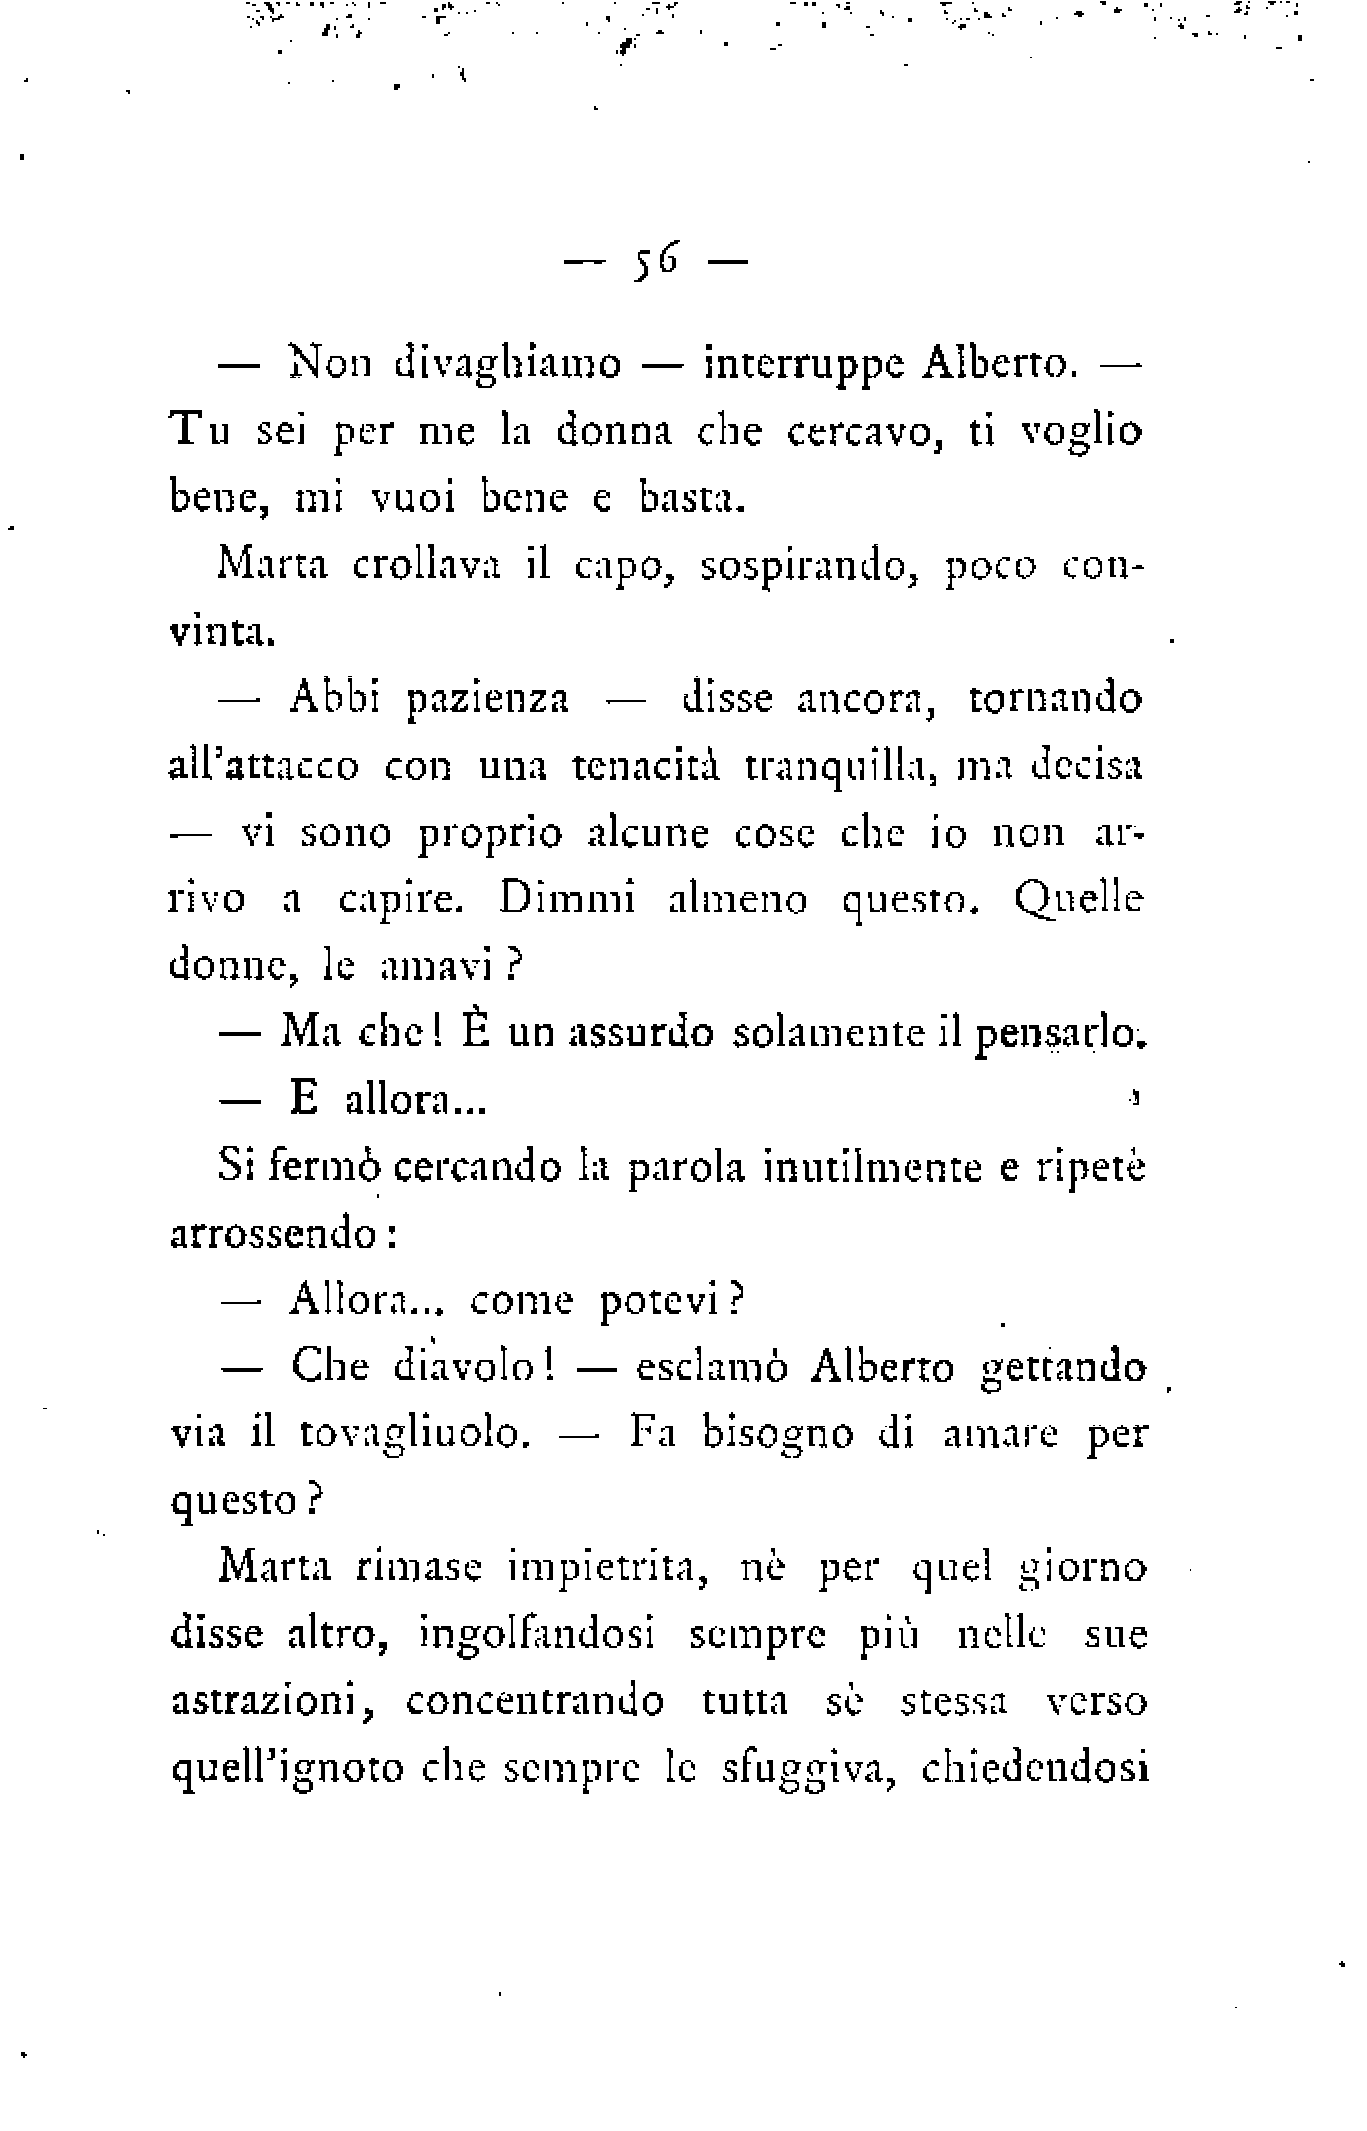 — 56 —
— Non divaghiamo — interruppe Alberto. —
Tu sei per me la donna che cercavo, ti voglio
bene, mi vuoi bene e basta.
Marta crollava il capo, sospirando, poco con-
vinta.
— Abbi pazienza — disse ancora, tornando
all'attacco con una tenacità tranquilla, ma decisa
— vi sono proprio alcune cose che io non ar-
rivo a capire. Dimmi almeno questo. Quelle
donne, le amavi?
— Ma che! È un assurdo solamente il pensarlo.
— E allora...
Si fermò cercando la parola inutilmente e ripetè
arrossendo:
— Allora... come potevi?
— Che diavolo! — esclamò Alberto gettando
via il tovagliuolo. — Fa bisogno di amare per
questo?
Marta rimase impietrita, nè per quel giorno
disse altro, ingolfandosi sempre più nelle sue
astrazioni, concentrando tutta sè stessa verso
quell'ignoto che sempre le sfuggiva, chiedendosi